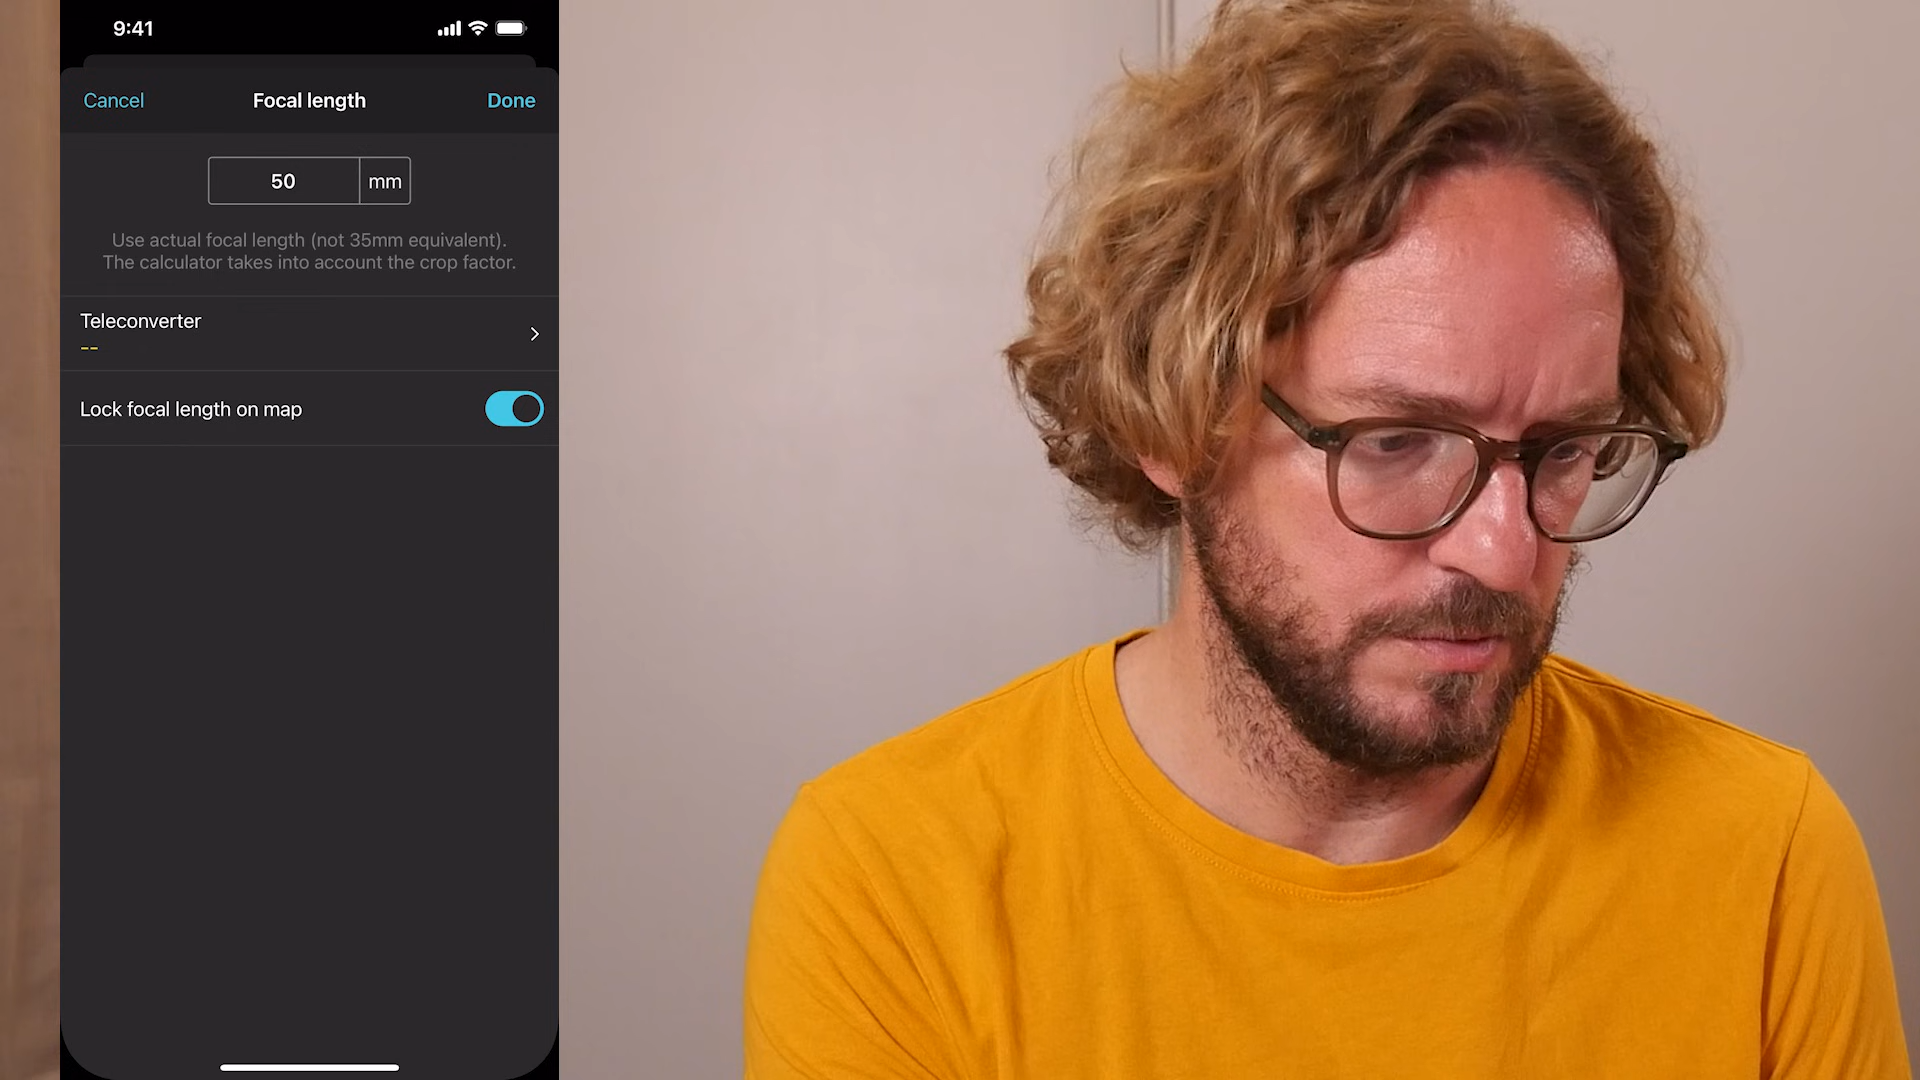 9:41
Cancel
Focal length
Done
50
mm
Use actual focal length (not 35mm equivalent).
The calculator takes into account the crop factor.
Teleconverter
--
Lock focal length on map